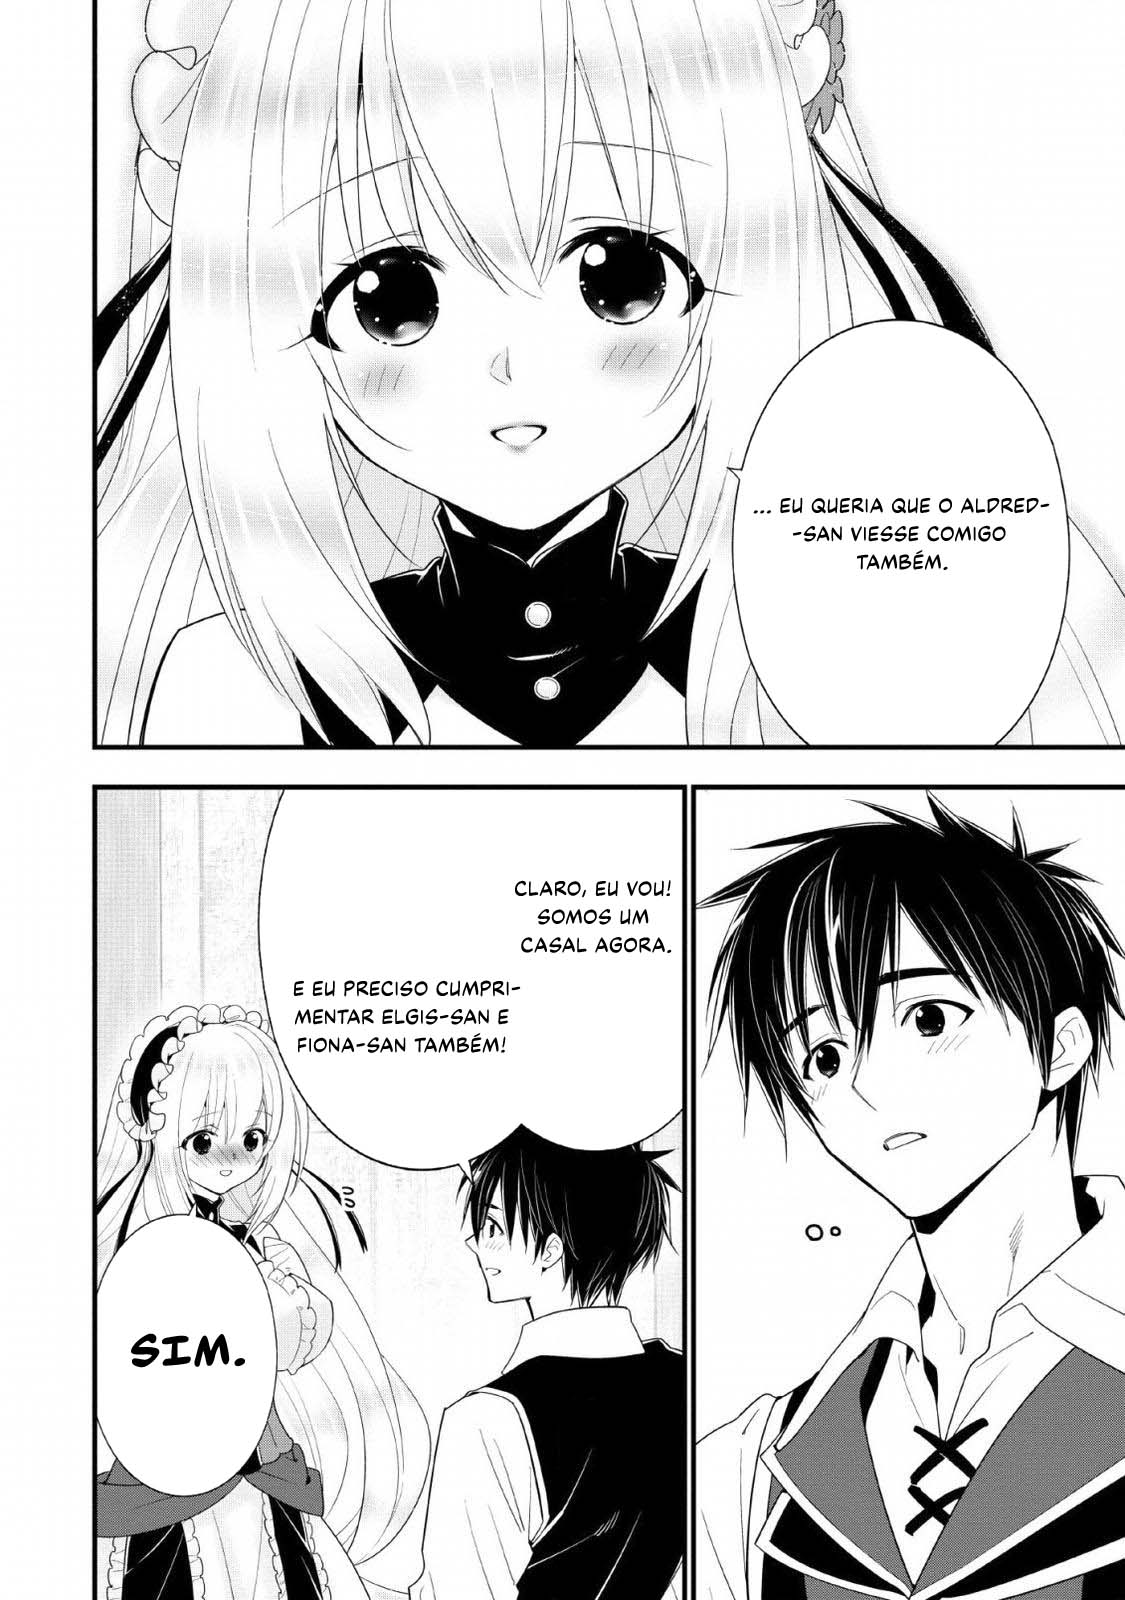 ... EU QUERIA QUE O ALDRED-
-SAN VIESSE COMIGO
TAMBÉM.
CLARO, EU VOU!
SOMOS UM
CASAL AGORA.
E EU PRECISO CUMPRI-
MENTAR ELGIS-SAN E
FIONA-SAN TAMBÉM!
SIM.